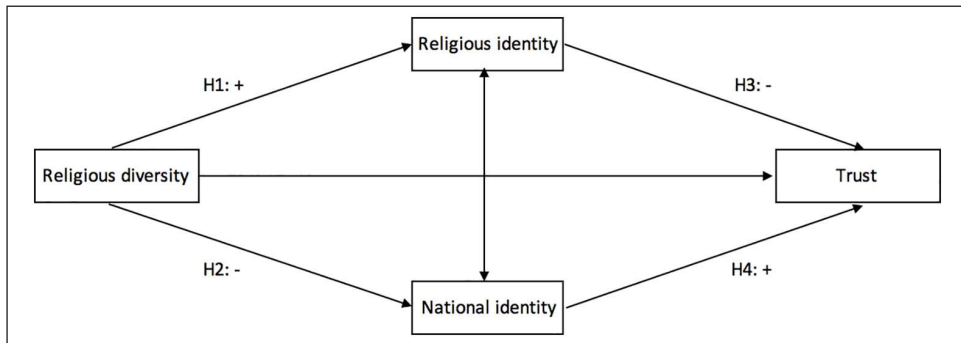 Religious identity
H1: +
H3: -
Religious diversity
Trust
H2: -
H4: +
National identity